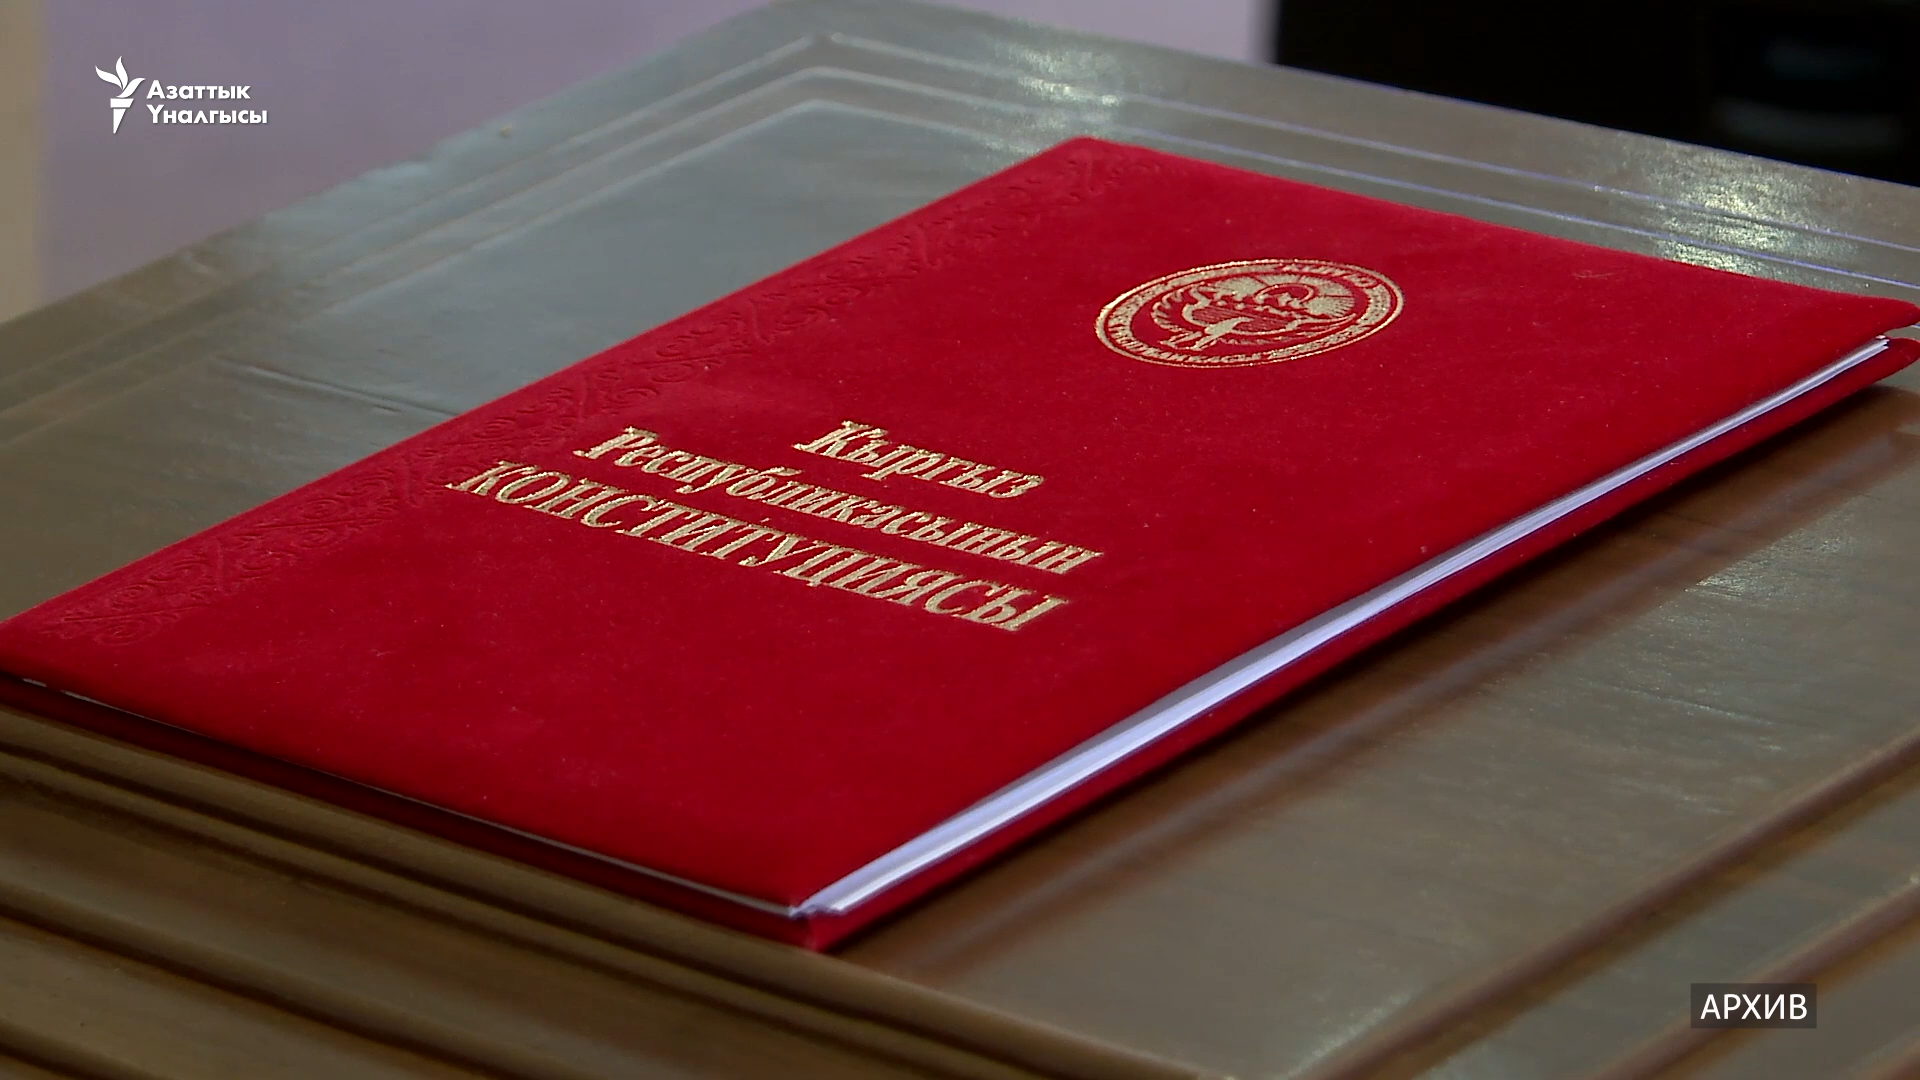 Азаттык
Үналгысы
Кыргыз
Республикасынын
КОНСТИТУЦИЯСЫ
АРХИВ